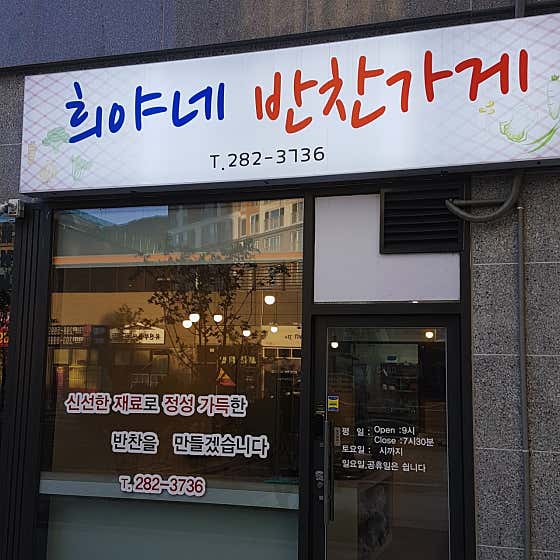 희야네 반찬가게
T.282-3736
신선한 재료로 정성 가득한
반찬을 만들겠습니다
T. 282-3736
평 일 : Open :9시
Close :7시30분
토요일 : 시까지
일요일,공휴일은 쉽니다